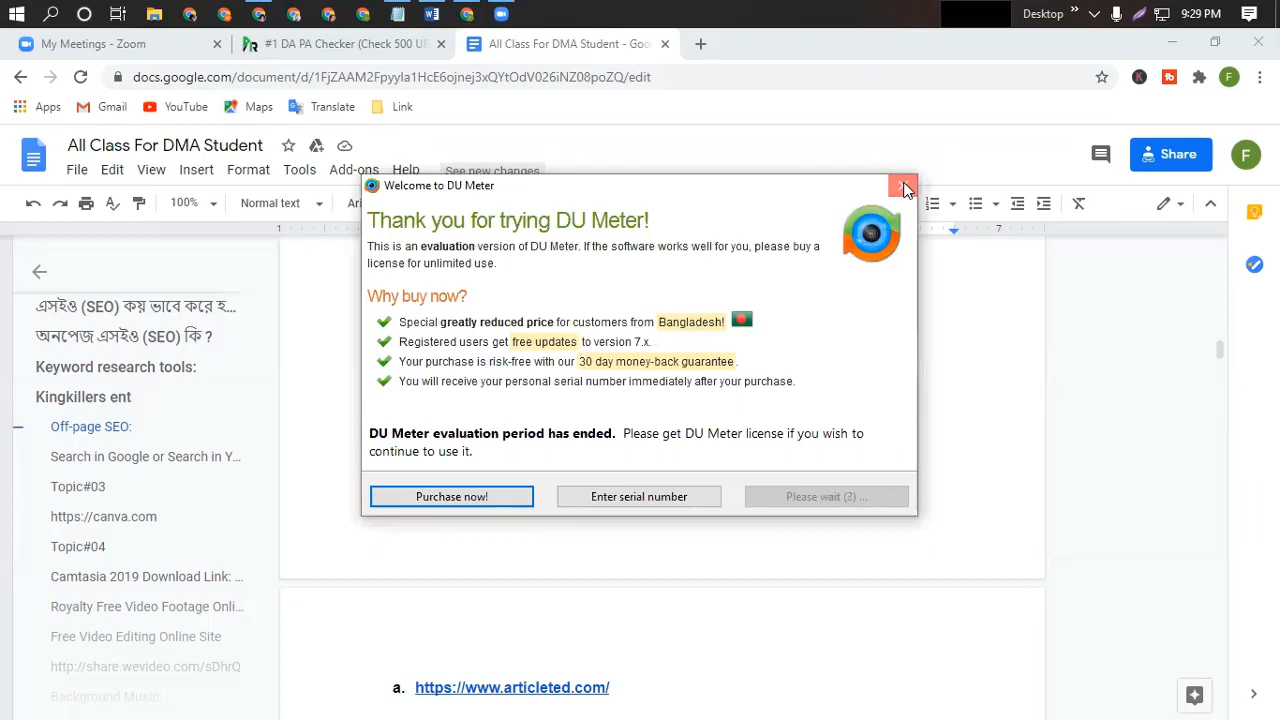 Desktop
9:29 PM
My Meetings - Zoom
#1 DA PA Checker (Check 500 UR
All Class For DMA Student - Goo
docs.google.com/document/d/1FjZAAM2Fpyyla1HcE6ojnej3xQYtOdV026iNZ08poZQ/edit
Apps
Gmail
YouTube
Maps
Translate
Link
All Class For DMA Student
File Edit View Insert Format Tools Add-ons Help
See new changes
Share
F
100%
Normal text
Ari
1
7
Welcome to DU Meter
Thank you for trying DU Meter!
This is an evaluation version of DU Meter. If the software works well for you, please buy a
license for unlimited use.
Why buy now?
Special greatly reduced price for customers from Bangladesh!
Registered users get free updates to version 7.x.
Your purchase is risk-free with our 30 day money-back guarantee.
You will receive your personal serial number immediately after your purchase.
DU Meter evaluation period has ended. Please get DU Meter license if you wish to
continue to use it.
Purchase now!
Enter serial number
Please wait (2) ...
এসইও (SEO) কয় ভাবে করে হ...
অনপেজ এসইও (SEO) কি ?
Keyword research tools:
Kingkillers ent
Off-page SEO:
Search in Google or Search in Y...
Topic#03
https://canva.com
Topic#04
Camtasia 2019 Download Link: ...
Royalty Free Video Footage Onli...
Free Video Editing Online Site
http://share.wevideo.com/sDhrQ
Background Music:
a. https://www.articleted.com/